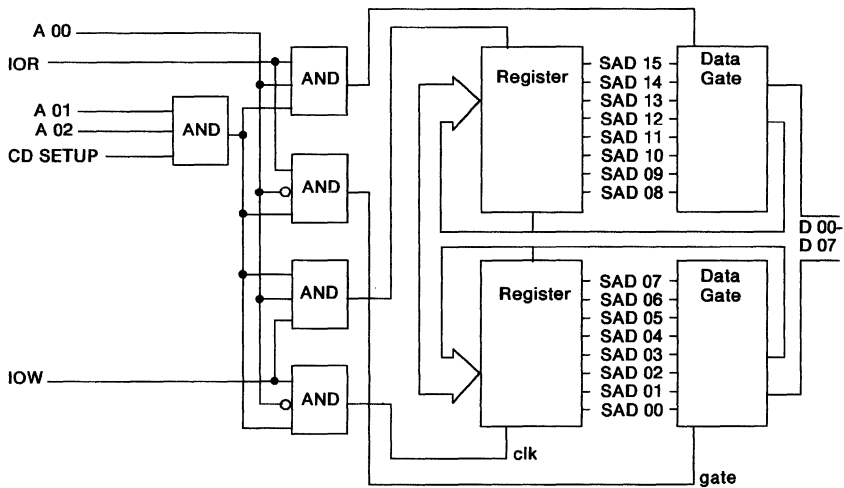 A 00
IOR
A 01
A 02
CD SETUP
AND
AND
AND
AND
AND
IOW
Register
SAD 15
SAD 14
SAD 13
SAD 12
SAD 11
SAD 10
SAD 09
SAD 08
Data
Gate
D 00-
D 07
Register
SAD 07
SAD 06
SAD 05
SAD 04
SAD 03
SAD 02
SAD 01
SAD 00
Data
Gate
clk
gate